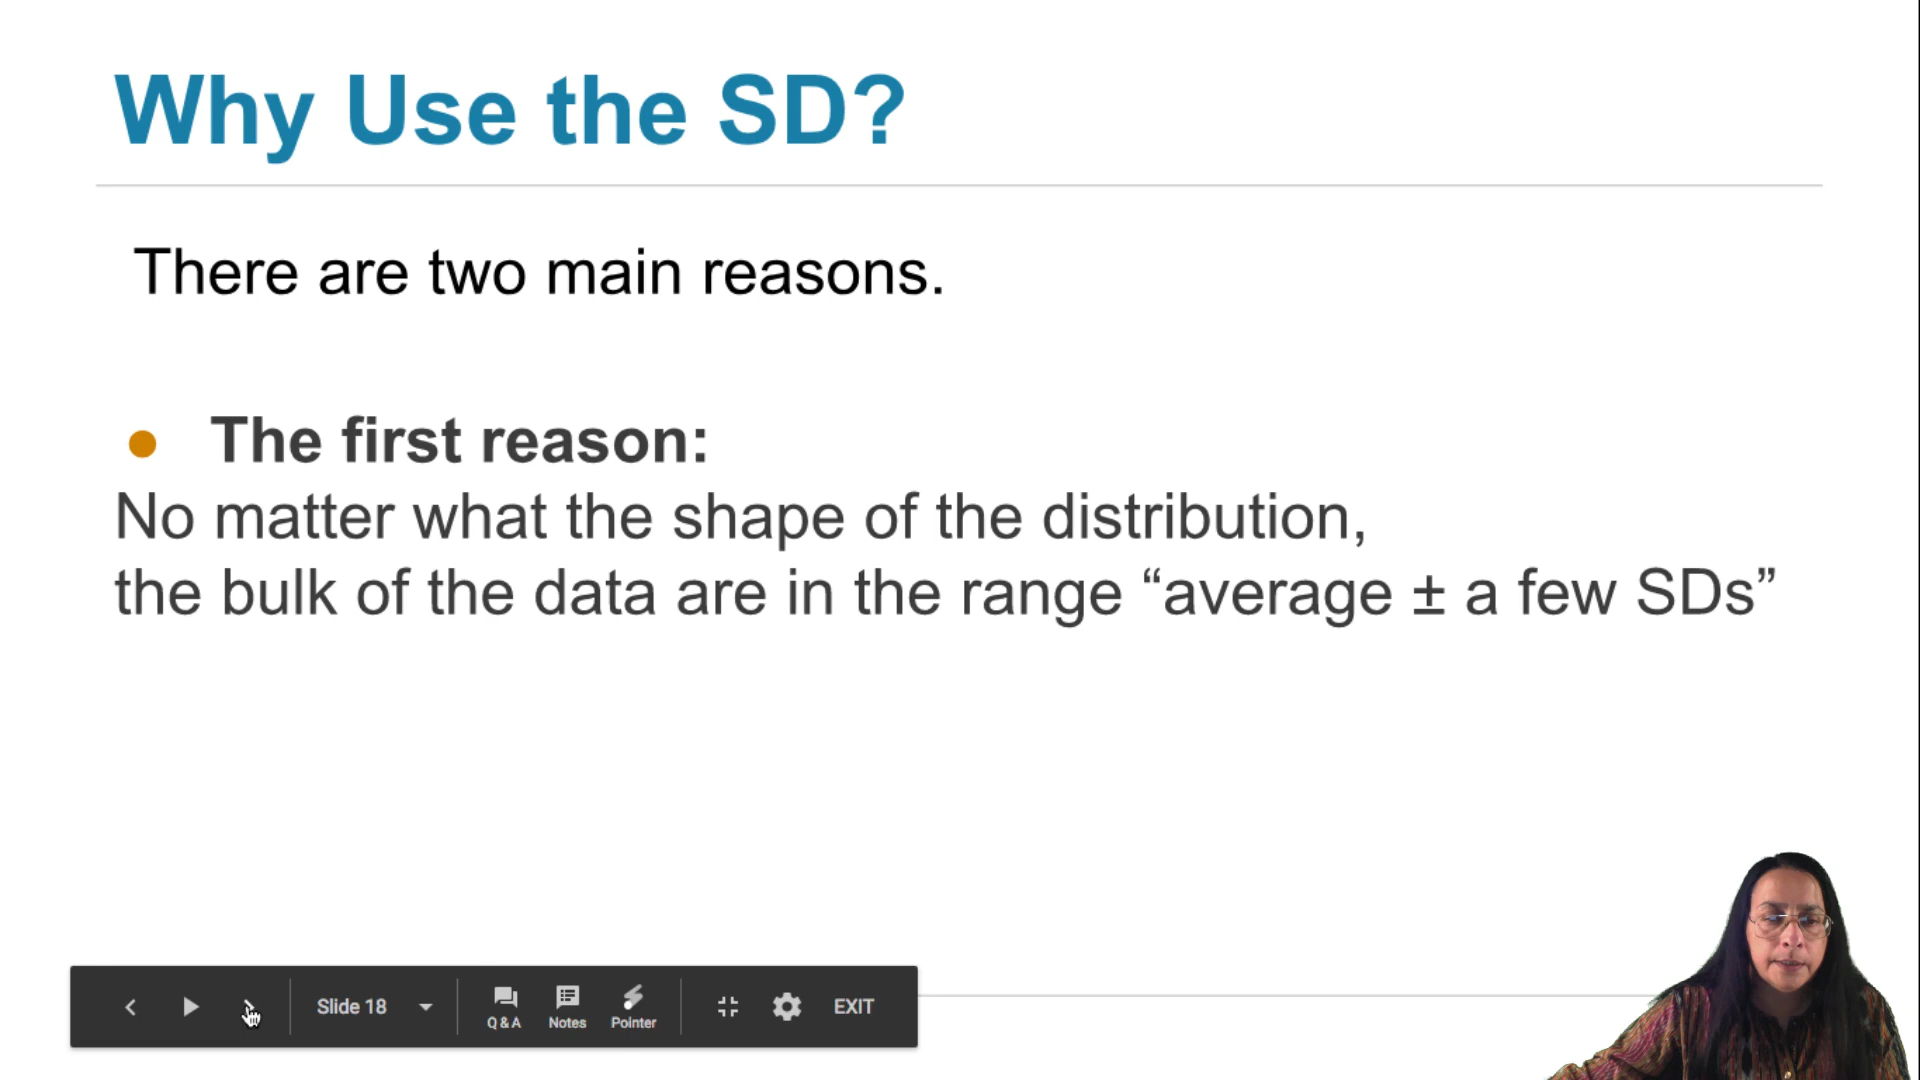 Why Use the SD?
There are two main reasons.
● The first reason:
No matter what the shape of the distribution,
the bulk of the data are in the range “average ± a few SDs”
Slide 18
Q & A
Notes
Pointer
EXIT